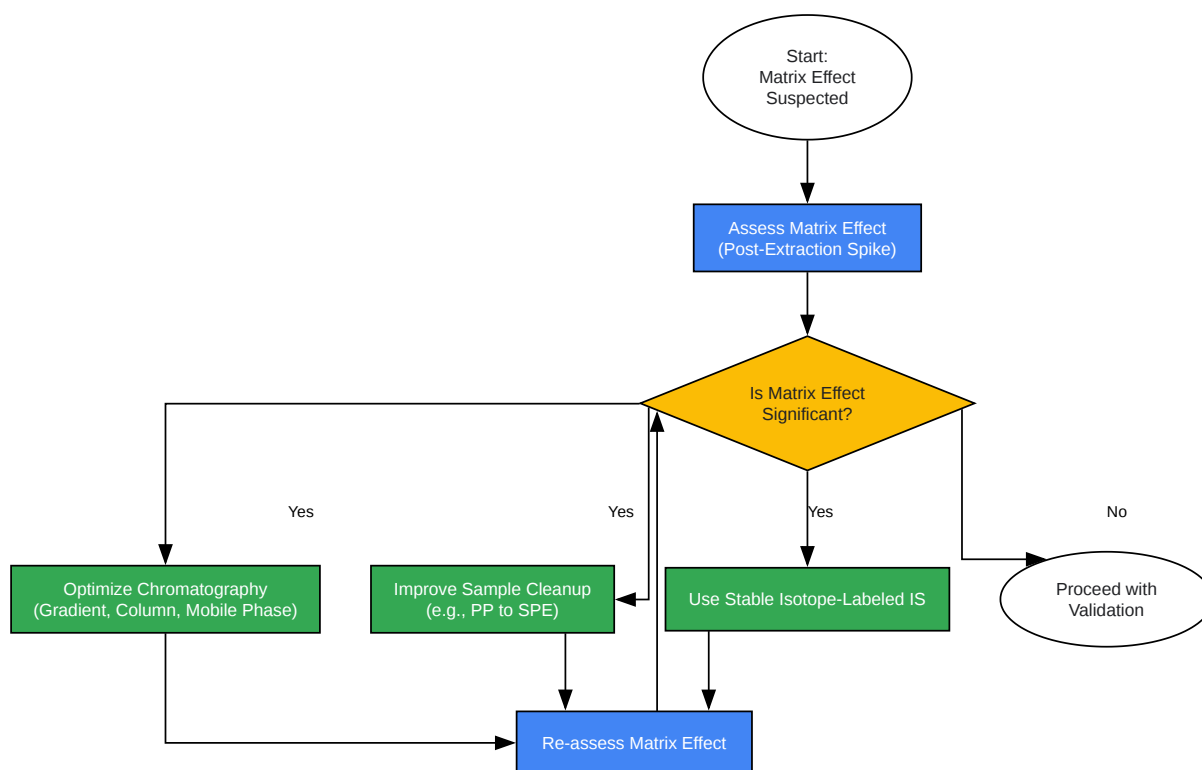 Start:
Matrix Effect
Suspected
Assess Matrix Effect
(Post-Extraction Spike)
Is Matrix Effect
Significant?
Yes
Yes
Yes
No
Optimize Chromatography
(Gradient, Column, Mobile Phase)
Improve Sample Cleanup
(e.g., PP to SPE)
Use Stable Isotope-Labeled IS
Proceed with
Validation
Re-assess Matrix Effect